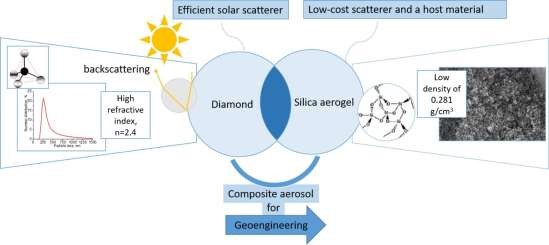 Efficient solar scatterer
Low-cost scatterer and a host material
backscattering
High
refractive
index,
n=2.4
Diamond
Silica aerogel
Low
density of
0.281
g/cm³
Composite aerosol
for
Geoengineering